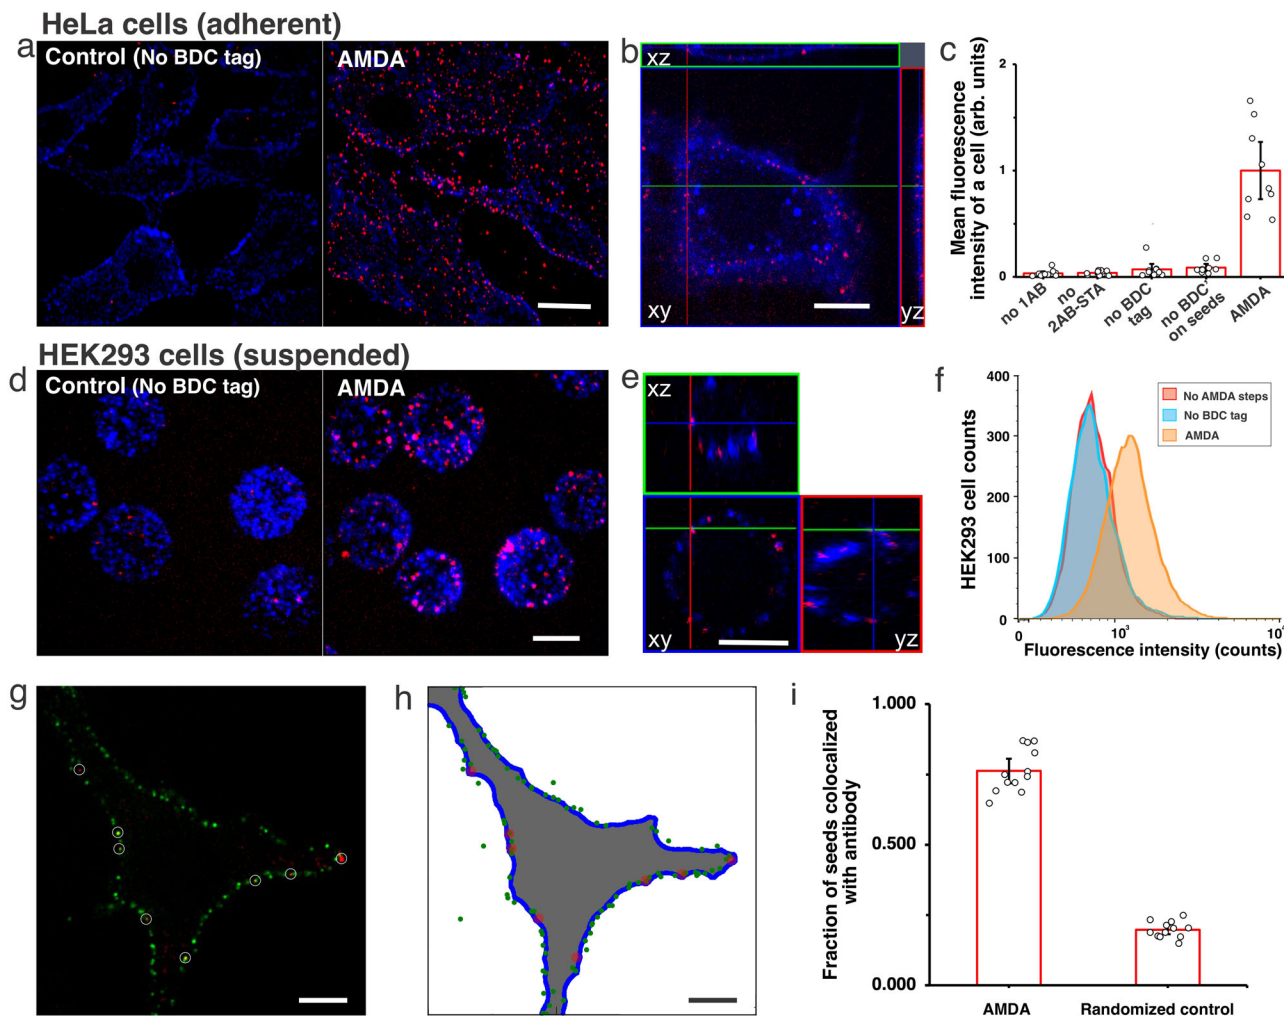 HeLa cells (adherent)
a
Control (No BDC tag)
AMDA
b
xz
xy
yz
c
Mean fluorescence
intensity of a cell (arb. units)
2
1
0
no 1AB
no
2AB-STA
no BDC
tag
no BDC
on seeds
AMDA
HEK293 cells (suspended)
d
Control (No BDC tag)
AMDA
e
xz
xy
yz
f
HEK293 cell counts
400
300
200
100
0
No AMDA steps
No BDC tag
AMDA
0
10³
10⁴
Fluorescence intensity (counts)
g
h
i
Fraction of seeds colocalized
with antibody
1.000
0.500
0.000
AMDA
Randomized control